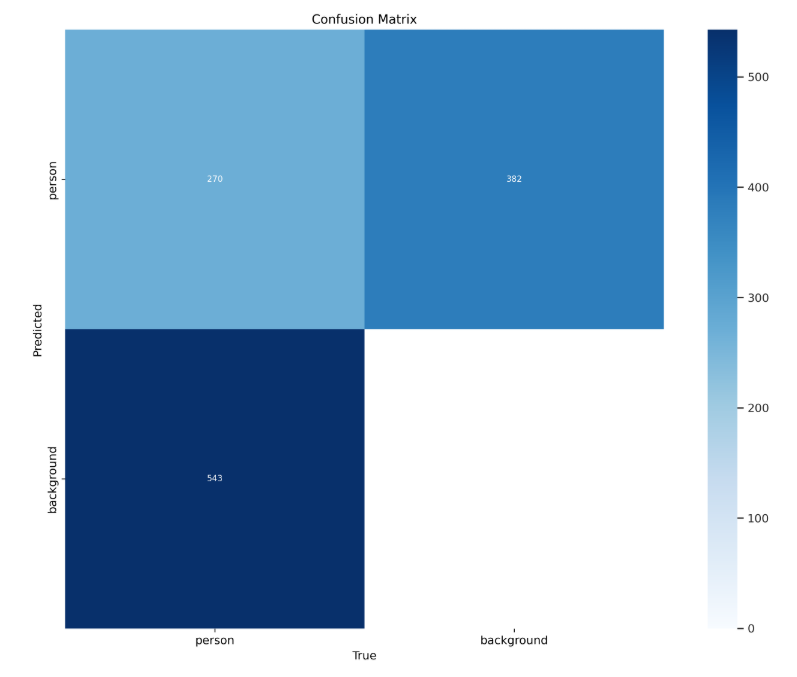 Confusion Matrix
person
270
382
Predicted
background
543
person
background
True
500
400
300
200
100
0